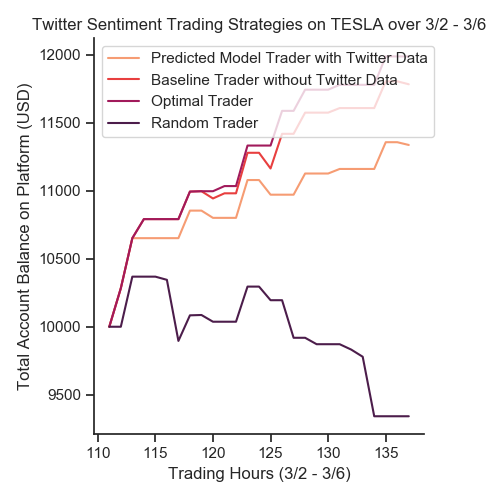 Twitter Sentiment Trading Strategies on TESLA over 3/2 - 3/6
Predicted Model Trader with Twitter Data
Baseline Trader without Twitter Data
Optimal Trader
Random Trader
Total Account Balance on Platform (USD)
12000
11500
11000
10500
10000
9500
110 115 120 125 130 135
Trading Hours (3/2 - 3/6)